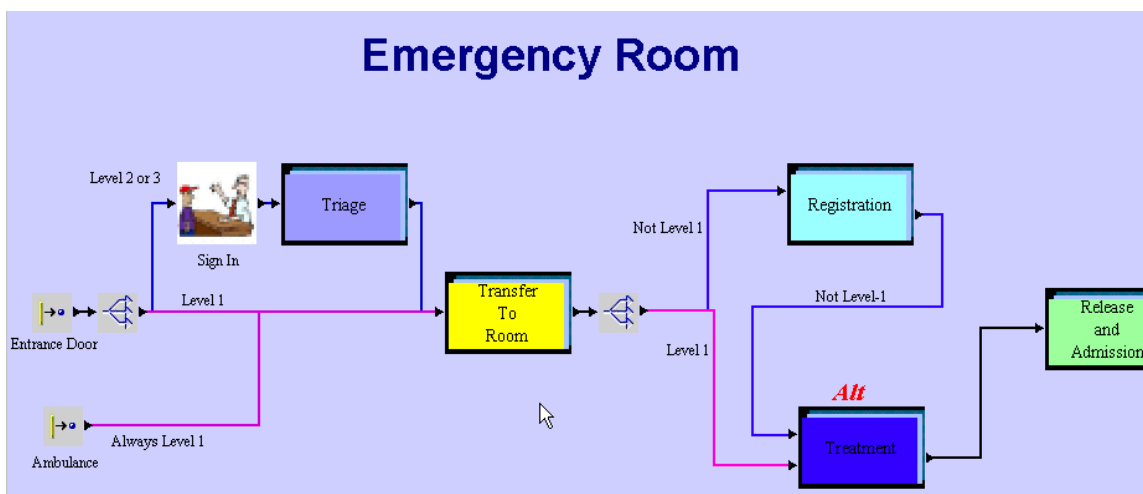 Emergency Room
Level 2 or 3
Sign In
Triage
Level 1
Entrance Door
Always Level 1
Ambulance
Transfer
To
Room
Not Level 1
Registration
Not Level-1
Level 1
Alt
Treatment
Release
and
Admission